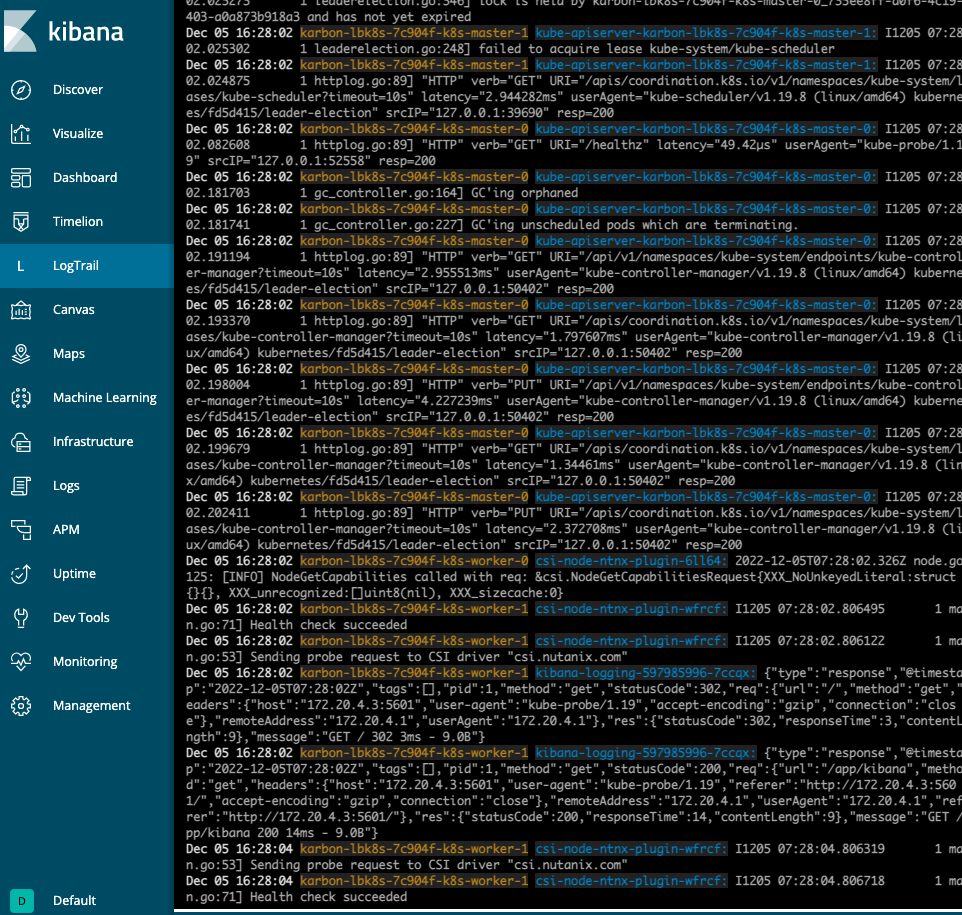 kibana
Discover
Visualize
Dashboard
Timelion
L LogTrail
Canvas
Maps
Machine Learning
Infrastructure
Logs
APM
Uptime
Dev Tools
Monitoring
Management
D Default
403-a0a873b918a3 and has not yet expired
Dec 05 16:28:02 karbon-lbk8s-7c904f-k8s-master-1 kube-apiserver-karbon-lbk8s-7c904f-k8s-master-1: I1205 07:28
02.025302 1 leaderelection.go:248] failed to acquire lease kube-system/kube-scheduler
Dec 05 16:28:02 karbon-lbk8s-7c904f-k8s-master-1 kube-apiserver-karbon-lbk8s-7c904f-k8s-master-1: I1205 07:28
02.024875 1 httplog.go:89] "HTTP" verb="GET" URI="/apis/coordination.k8s.io/v1/namespaces/kube-system/l
ases/kube-scheduler?timeout=10s" latency="2.944282ms" userAgent="kube-scheduler/v1.19.8 (linux/amd64) kuberne
es/fd5d415/leader-election" srcIP="127.0.0.1:39690" resp=200
Dec 05 16:28:02 karbon-lbk8s-7c904f-k8s-master-0 kube-apiserver-karbon-lbk8s-7c904f-k8s-master-0: I1205 07:28
02.082608 1 httplog.go:89] "HTTP" verb="GET" URI="/healthz" latency="49.42µs" userAgent="kube-probe/1.1
9" srcIP="127.0.0.1:52558" resp=200
Dec 05 16:28:02 karbon-lbk8s-7c904f-k8s-master-0 kube-apiserver-karbon-lbk8s-7c904f-k8s-master-0: I1205 07:28
02.181703 1 gc_controller.go:164] GC'ing orphaned
Dec 05 16:28:02 karbon-lbk8s-7c904f-k8s-master-0 kube-apiserver-karbon-lbk8s-7c904f-k8s-master-0: I1205 07:28
02.181741 1 gc_controller.go:227] GC'ing unscheduled pods which are terminating.
Dec 05 16:28:02 karbon-lbk8s-7c904f-k8s-master-0 kube-apiserver-karbon-lbk8s-7c904f-k8s-master-0: I1205 07:28
02.191194 1 httplog.go:89] "HTTP" verb="GET" URI="/api/v1/namespaces/kube-system/endpoints/kube-control
er-manager?timeout=10s" latency="2.955513ms" userAgent="kube-controller-manager/v1.19.8 (linux/amd64) kuberne
es/fd5d415/leader-election" srcIP="127.0.0.1:50402" resp=200
Dec 05 16:28:02 karbon-lbk8s-7c904f-k8s-master-0 kube-apiserver-karbon-lbk8s-7c904f-k8s-master-0: I1205 07:28
02.193370 1 httplog.go:89] "HTTP" verb="GET" URI="/apis/coordination.k8s.io/v1/namespaces/kube-system/l
ases/kube-controller-manager?timeout=10s" latency="1.797607ms" userAgent="kube-controller-manager/v1.19.8 (li
ux/amd64) kubernetes/fd5d415/leader-election" srcIP="127.0.0.1:50402" resp=200
Dec 05 16:28:02 karbon-lbk8s-7c904f-k8s-master-0 kube-apiserver-karbon-lbk8s-7c904f-k8s-master-0: I1205 07:28
02.198004 1 httplog.go:89] "HTTP" verb="PUT" URI="/api/v1/namespaces/kube-system/endpoints/kube-control
er-manager?timeout=10s" latency="4.227239ms" userAgent="kube-controller-manager/v1.19.8 (linux/amd64) kuberne
es/fd5d415/leader-election" srcIP="127.0.0.1:50402" resp=200
Dec 05 16:28:02 karbon-lbk8s-7c904f-k8s-master-0 kube-apiserver-karbon-lbk8s-7c904f-k8s-master-0: I1205 07:28
02.199679 1 httplog.go:89] "HTTP" verb="GET" URI="/apis/coordination.k8s.io/v1/namespaces/kube-system/l
ases/kube-controller-manager?timeout=10s" latency="1.34461ms" userAgent="kube-controller-manager/v1.19.8 (lin
x/amd64) kubernetes/fd5d415/leader-election" srcIP="127.0.0.1:50402" resp=200
Dec 05 16:28:02 karbon-lbk8s-7c904f-k8s-master-0 kube-apiserver-karbon-lbk8s-7c904f-k8s-master-0: I1205 07:28
02.202411 1 httplog.go:89] "HTTP" verb="PUT" URI="/apis/coordination.k8s.io/v1/namespaces/kube-system/l
ases/kube-controller-manager?timeout=10s" latency="2.372708ms" userAgent="kube-controller-manager/v1.19.8 (li
ux/amd64) kubernetes/fd5d415/leader-election" srcIP="127.0.0.1:50402" resp=200
Dec 05 16:28:02 karbon-lbk8s-7c904f-k8s-worker-0 csi-node-ntnx-plugin-6ll64: 2022-12-05T07:28:02.326Z node.go
125: [INFO] NodeGetCapabilities called with req: &csi.NodeGetCapabilitiesRequest{XXX_NoUnkeyedLiteral:struct
{}{}, XXX_unrecognized:[]uint8(nil), XXX_sizecache:0}
Dec 05 16:28:02 karbon-lbk8s-7c904f-k8s-worker-1 csi-node-ntnx-plugin-wfrcf: I1205 07:28:02.806495 1 ma
n.go:71] Health check succeeded
Dec 05 16:28:02 karbon-lbk8s-7c904f-k8s-worker-1 csi-node-ntnx-plugin-wfrcf: I1205 07:28:02.806122 1 ma
n.go:53] Sending probe request to CSI driver "csi.nutanix.com"
Dec 05 16:28:02 karbon-lbk8s-7c904f-k8s-worker-1 kibana-logging-597985996-7ccqx: {"type":"response","@timesta
p":"2022-12-05T07:28:02Z","tags":[],"pid":1,"method":"get","statusCode":302,"req":{"url":"/","method":"get","
eaders":{"host":"172.20.4.3:5601","user-agent":"kube-probe/1.19","accept-encoding":"gzip","connection":"clos
e"},"remoteAddress":"172.20.4.1","userAgent":"172.20.4.1"},"res":{"statusCode":302,"responseTime":3,"contentL
ngth":9},"message":"GET / 302 3ms - 9.0B"}
Dec 05 16:28:02 karbon-lbk8s-7c904f-k8s-worker-1 kibana-logging-597985996-7ccqx: {"type":"response","@timesta
p":"2022-12-05T07:28:02Z","tags":[],"pid":1,"method":"get","statusCode":200,"req":{"url":"/app/kibana","metho
d":"get","headers":{"host":"172.20.4.3:5601","user-agent":"kube-probe/1.19","referer":"http://172.20.4.3:560
1/","accept-encoding":"gzip","connection":"close"},"remoteAddress":"172.20.4.1","userAgent":"172.20.4.1","ref
rer":"http://172.20.4.3:5601/"},"res":{"statusCode":200,"responseTime":14,"contentLength":9},"message":"GET /
pp/kibana 200 14ms - 9.0B"}
Dec 05 16:28:04 karbon-lbk8s-7c904f-k8s-worker-1 csi-node-ntnx-plugin-wfrcf: I1205 07:28:04.806319 1 ma
n.go:53] Sending probe request to CSI driver "csi.nutanix.com"
Dec 05 16:28:04 karbon-lbk8s-7c904f-k8s-worker-1 csi-node-ntnx-plugin-wfrcf: I1205 07:28:04.806718 1 ma
n.go:71] Health check succeeded